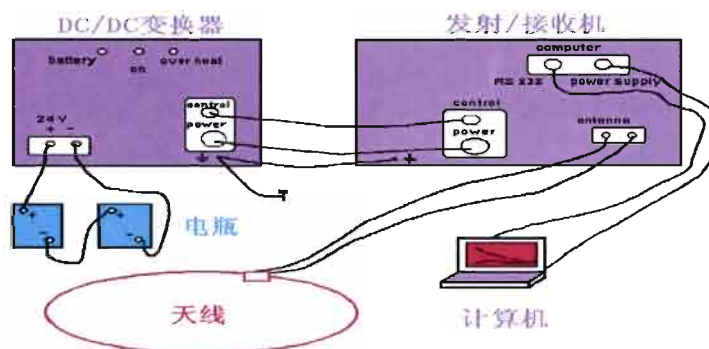 DC/DC变换器
发射/接收机
battery
on
over heat
computer
RS 232
power supply
24V
+ -
control
power
control
power
antenna
+
-
+
-
电瓶
天线
计算机